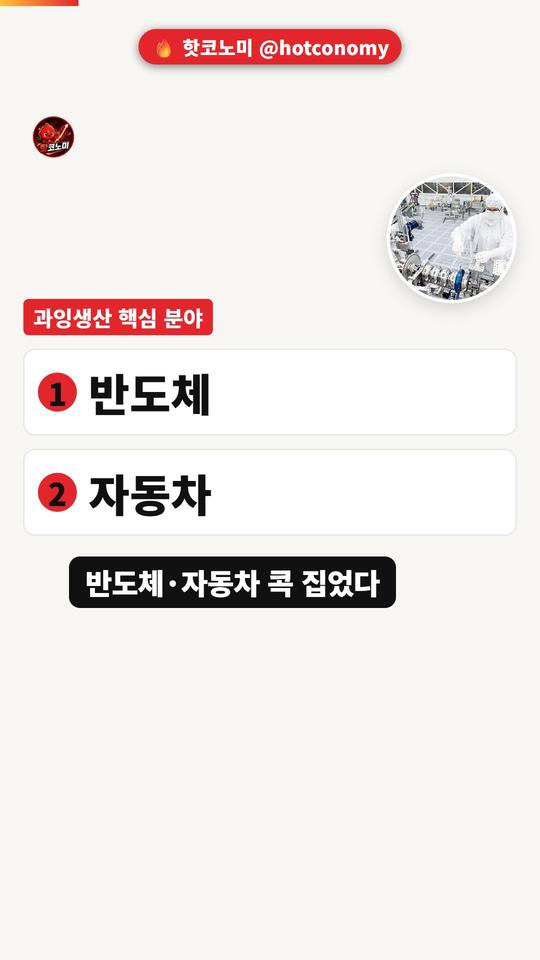 핫코노미 @hotconomy
핫코노미
과잉생산 핵심 분야
1 반도체
2 자동차
반도체·자동차 콕 집었다